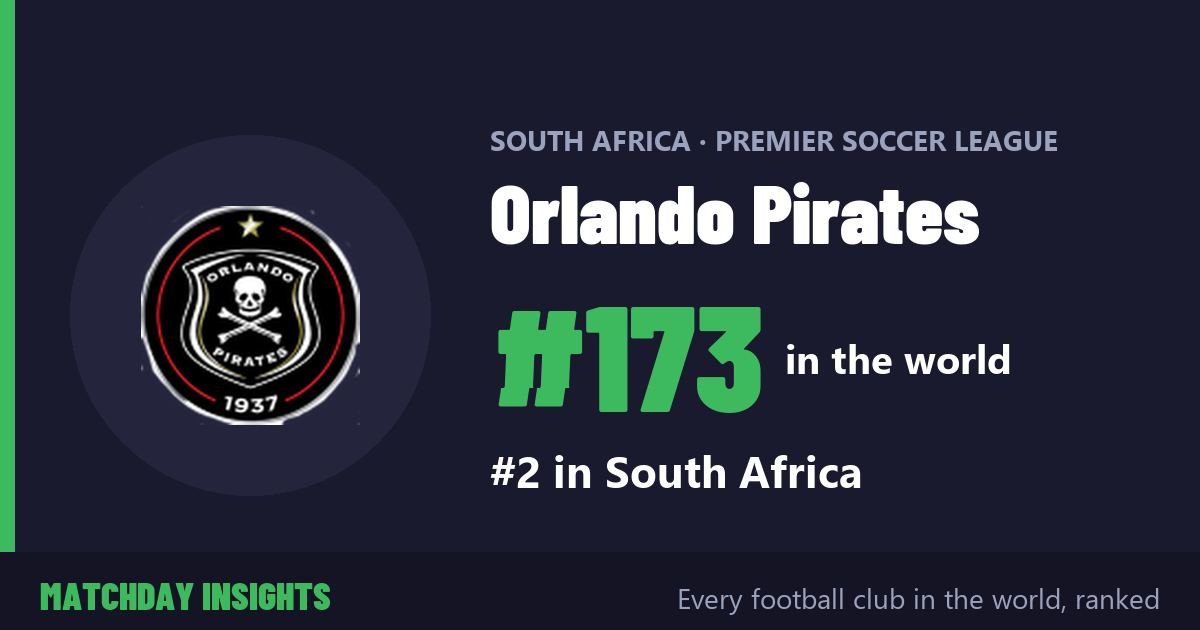 SOUTH AFRICA · PREMIER SOCCER LEAGUE
Orlando Pirates
ORLANDO
PIRATES
1937
#173 in the world
#2 in South Africa
MATCHDAY INSIGHTS
Every football club in the world, ranked